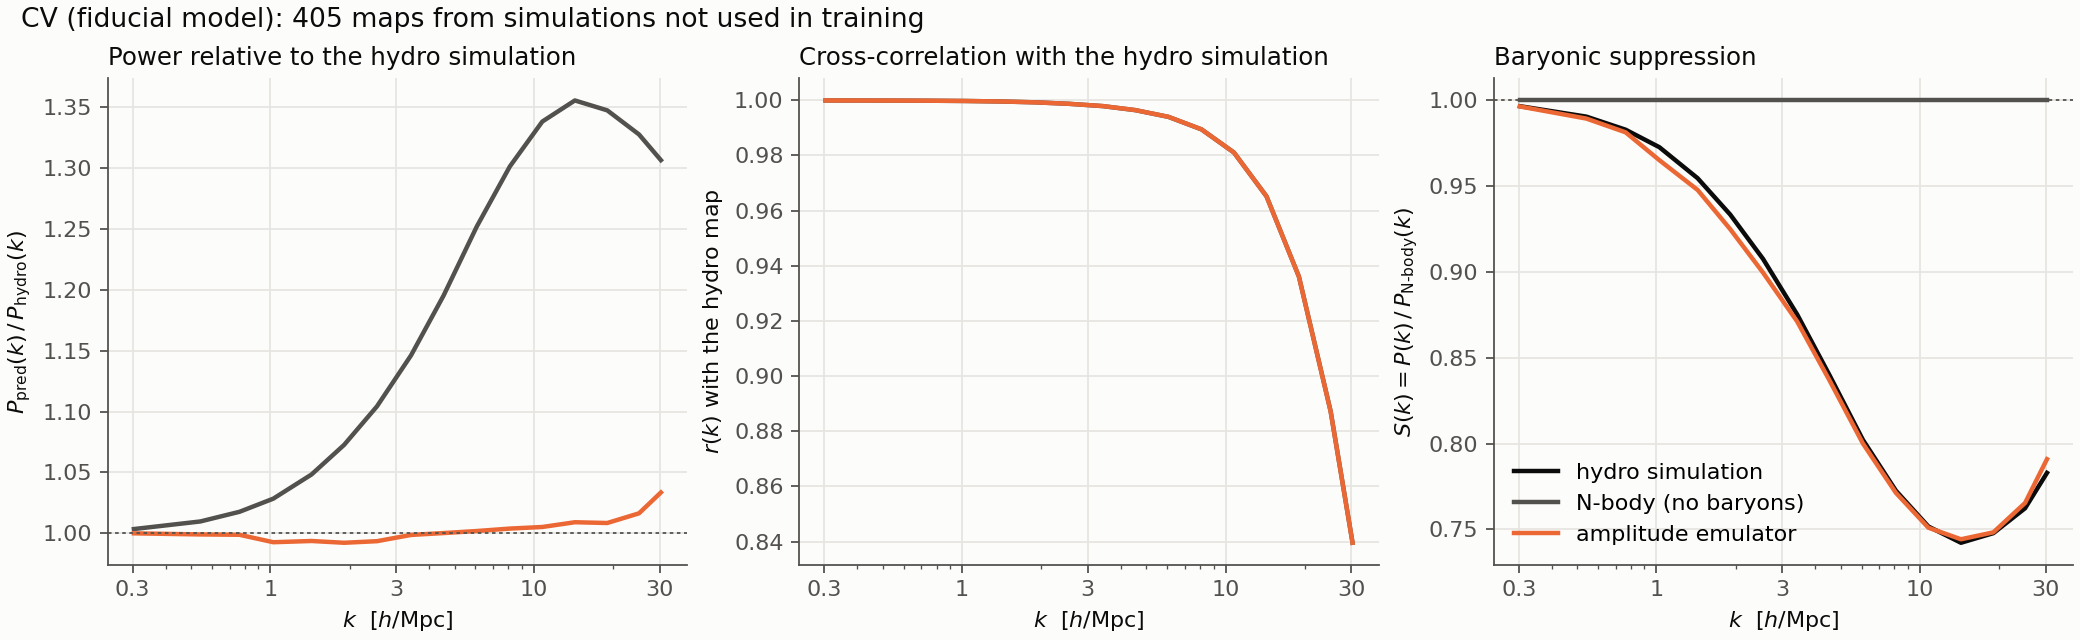 CV (fiducial model): 405 maps from simulations not used in training
Power relative to the hydro simulation
P_pred(k) / P_hydro(k)
1.35
1.30
1.25
1.20
1.15
1.10
1.05
1.00
0.3 1 3 10 30
k [h/Mpc]
Cross-correlation with the hydro simulation
r(k) with the hydro map
1.00
0.98
0.96
0.94
0.92
0.90
0.88
0.86
0.84
0.3 1 3 10 30
k [h/Mpc]
Baryonic suppression
S(k) = P(k) / P_N-body(k)
1.00
0.95
0.90
0.85
0.80
0.75
hydro simulation
N-body (no baryons)
amplitude emulator
0.3 1 3 10 30
k [h/Mpc]